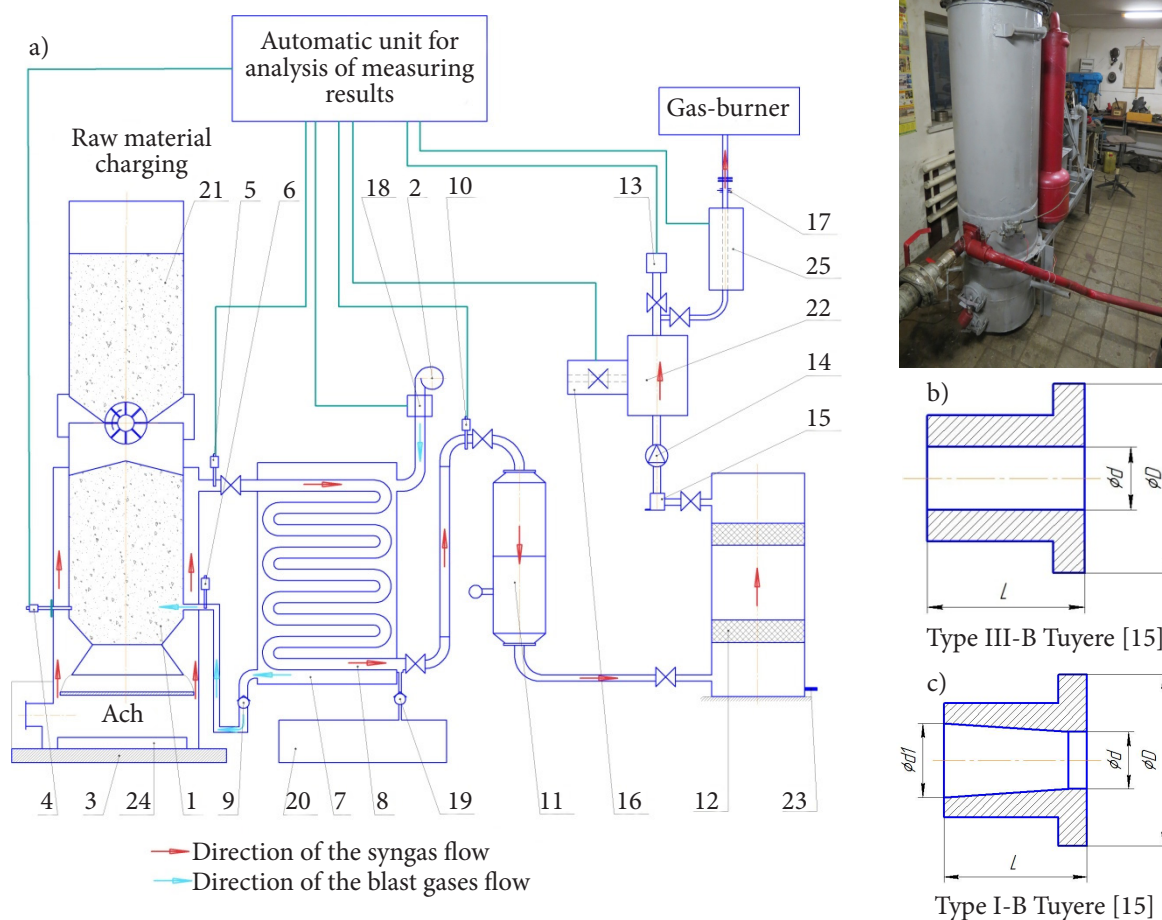 a)
Automatic unit for
analysis of measuring
results
Gas-burner
Raw material
charging
21
5
6
18
2
10
13
17
25
22
14
15
Ach
4
3
24
1
9
20
7
8
19
11
16
12
23
Direction of the syngas flow
Direction of the blast gases flow
b)
φd
φD
L
Type III-B Tuyere [15]
c)
φd1
φd
φD
L
Type I-B Tuyere [15]